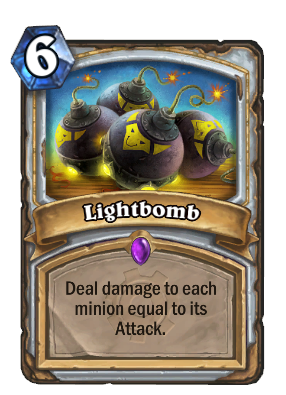 6
Lightbomb
Deal damage to each
minion equal to its
Attack.